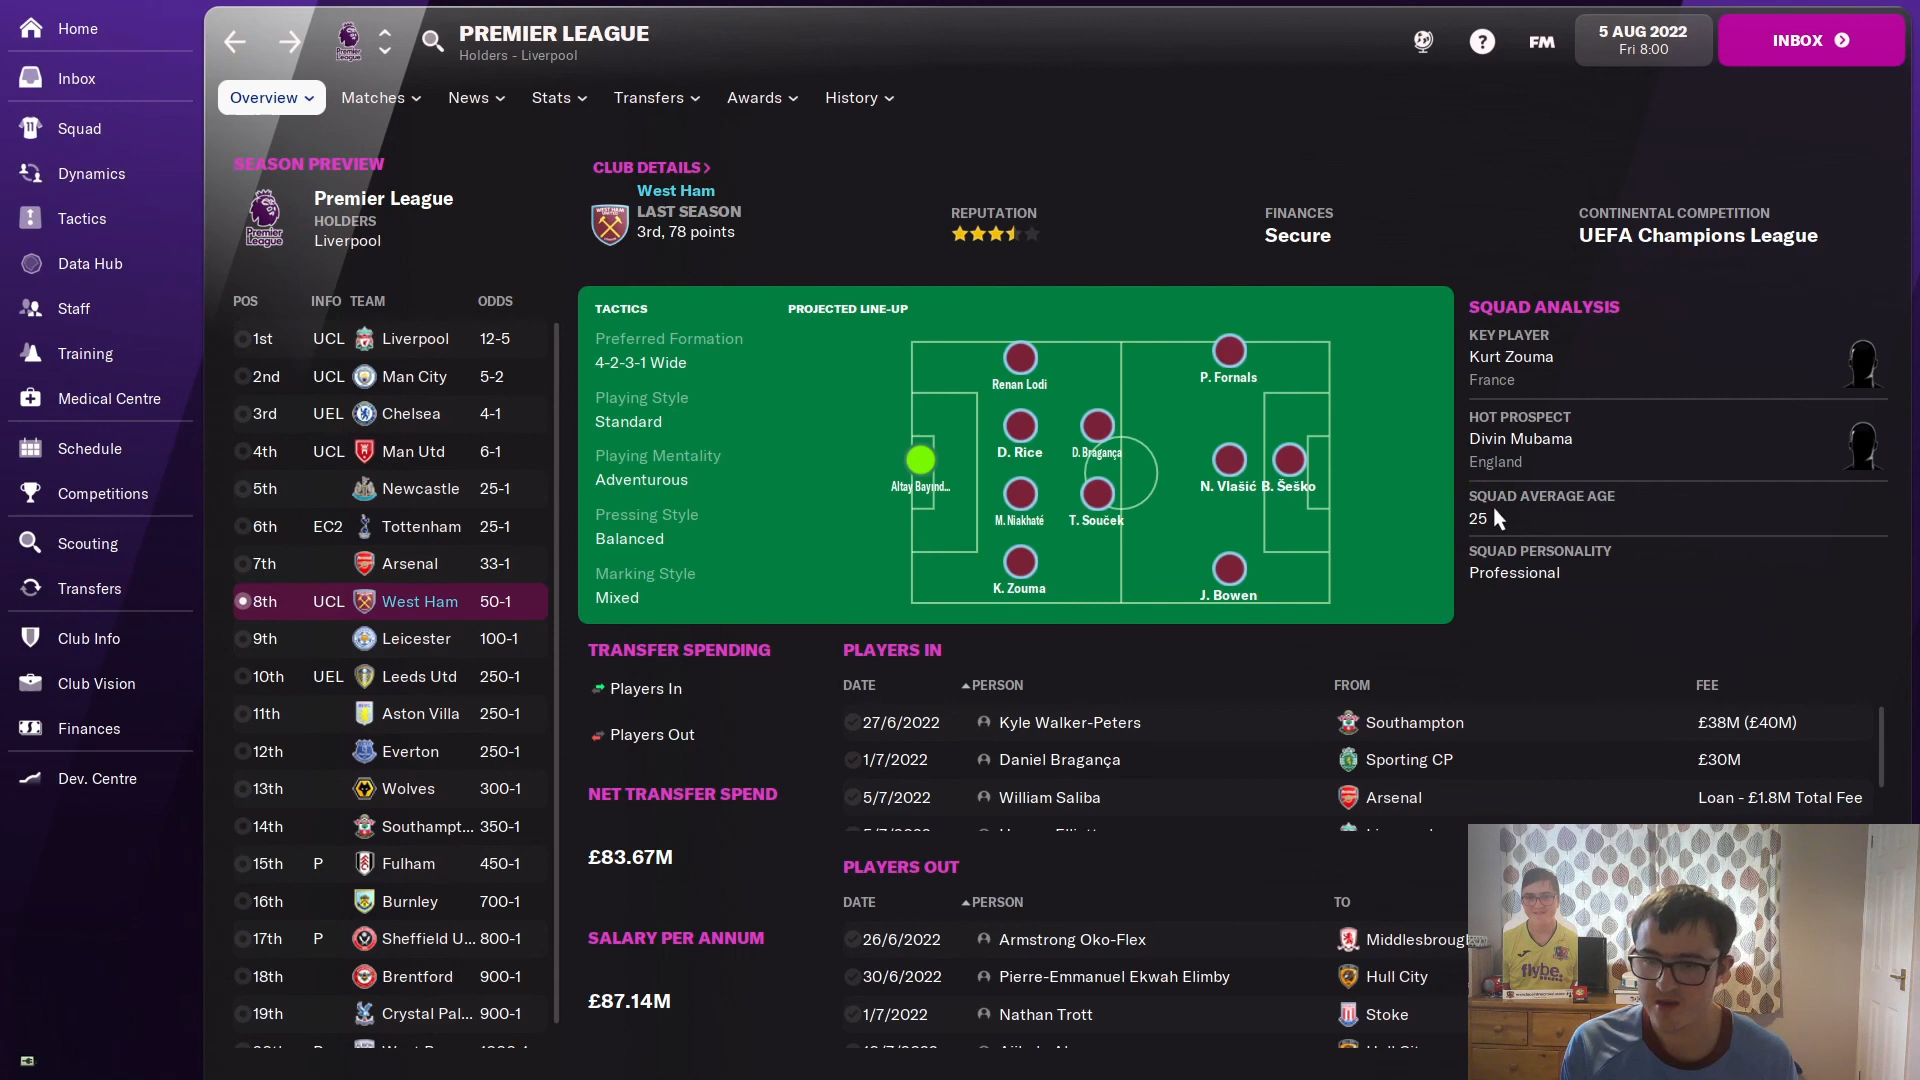 Home
Inbox
Squad
Dynamics
Tactics
Data Hub
Staff
Training
Medical Centre
Schedule
Competitions
Scouting
Transfers
Club Info
Club Vision
Finances
Dev. Centre
PREMIER LEAGUE
Holders - Liverpool
FM
5 AUG 2022
Fri 8:00
INBOX
Overview Matches News Stats Transfers Awards History
SEASON PREVIEW
Premier League
HOLDERS
Liverpool
POS INFO TEAM ODDS
1st UCL Liverpool 12-5
2nd UCL Man City 5-2
3rd UEL Chelsea 4-1
4th UCL Man Utd 6-1
5th Newcastle 25-1
6th EC2 Tottenham 25-1
7th Arsenal 33-1
8th UCL West Ham 50-1
9th Leicester 100-1
10th UEL Leeds Utd 250-1
11th Aston Villa 250-1
12th Everton 250-1
13th Wolves 300-1
14th Southampt... 350-1
15th P Fulham 450-1
16th Burnley 700-1
17th P Sheffield U... 800-1
18th Brentford 900-1
19th Crystal Pal... 900-1
CLUB DETAILS>
West Ham
LAST SEASON
3rd, 78 points
REPUTATION
FINANCES
Secure
CONTINENTAL COMPETITION
UEFA Champions League
TACTICS
Preferred Formation
4-2-3-1 Wide
Playing Style
Standard
Playing Mentality
Adventurous
Pressing Style
Balanced
Marking Style
Mixed
PROJECTED LINE-UP
Renan Lodi
P. Fornals
D. Rice
D. Bragança
Altay Bayınd...
N. Vlašić
B. Šeško
M. Niakhaté
T. Souček
K. Zouma
J. Bowen
SQUAD ANALYSIS
KEY PLAYER
Kurt Zouma
France
HOT PROSPECT
Divin Mubama
England
SQUAD AVERAGE AGE
25
SQUAD PERSONALITY
Professional
TRANSFER SPENDING
Players In
Players Out
NET TRANSFER SPEND
£83.67M
SALARY PER ANNUM
£87.14M
PLAYERS IN
DATE PERSON FROM FEE
27/6/2022 Kyle Walker-Peters Southampton £38M (£40M)
1/7/2022 Daniel Bragança Sporting CP £30M
5/7/2022 William Saliba Arsenal Loan - £1.8M Total Fee
PLAYERS OUT
DATE PERSON TO
26/6/2022 Armstrong Oko-Flex Middlesbroug
30/6/2022 Pierre-Emmanuel Ekwah Elimby Hull City
1/7/2022 Nathan Trott Stoke
flybe